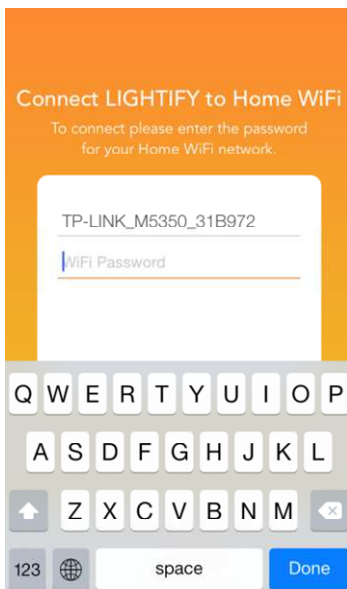 Connect LIGHTIFY to Home WiFi
To connect please enter the password
for your Home WiFi network.
TP-LINK_M5350_31B972
WiFi Password
Q W E R T Y U I O P
A S D F G H J K L
Z X C V B N M
123 space Done